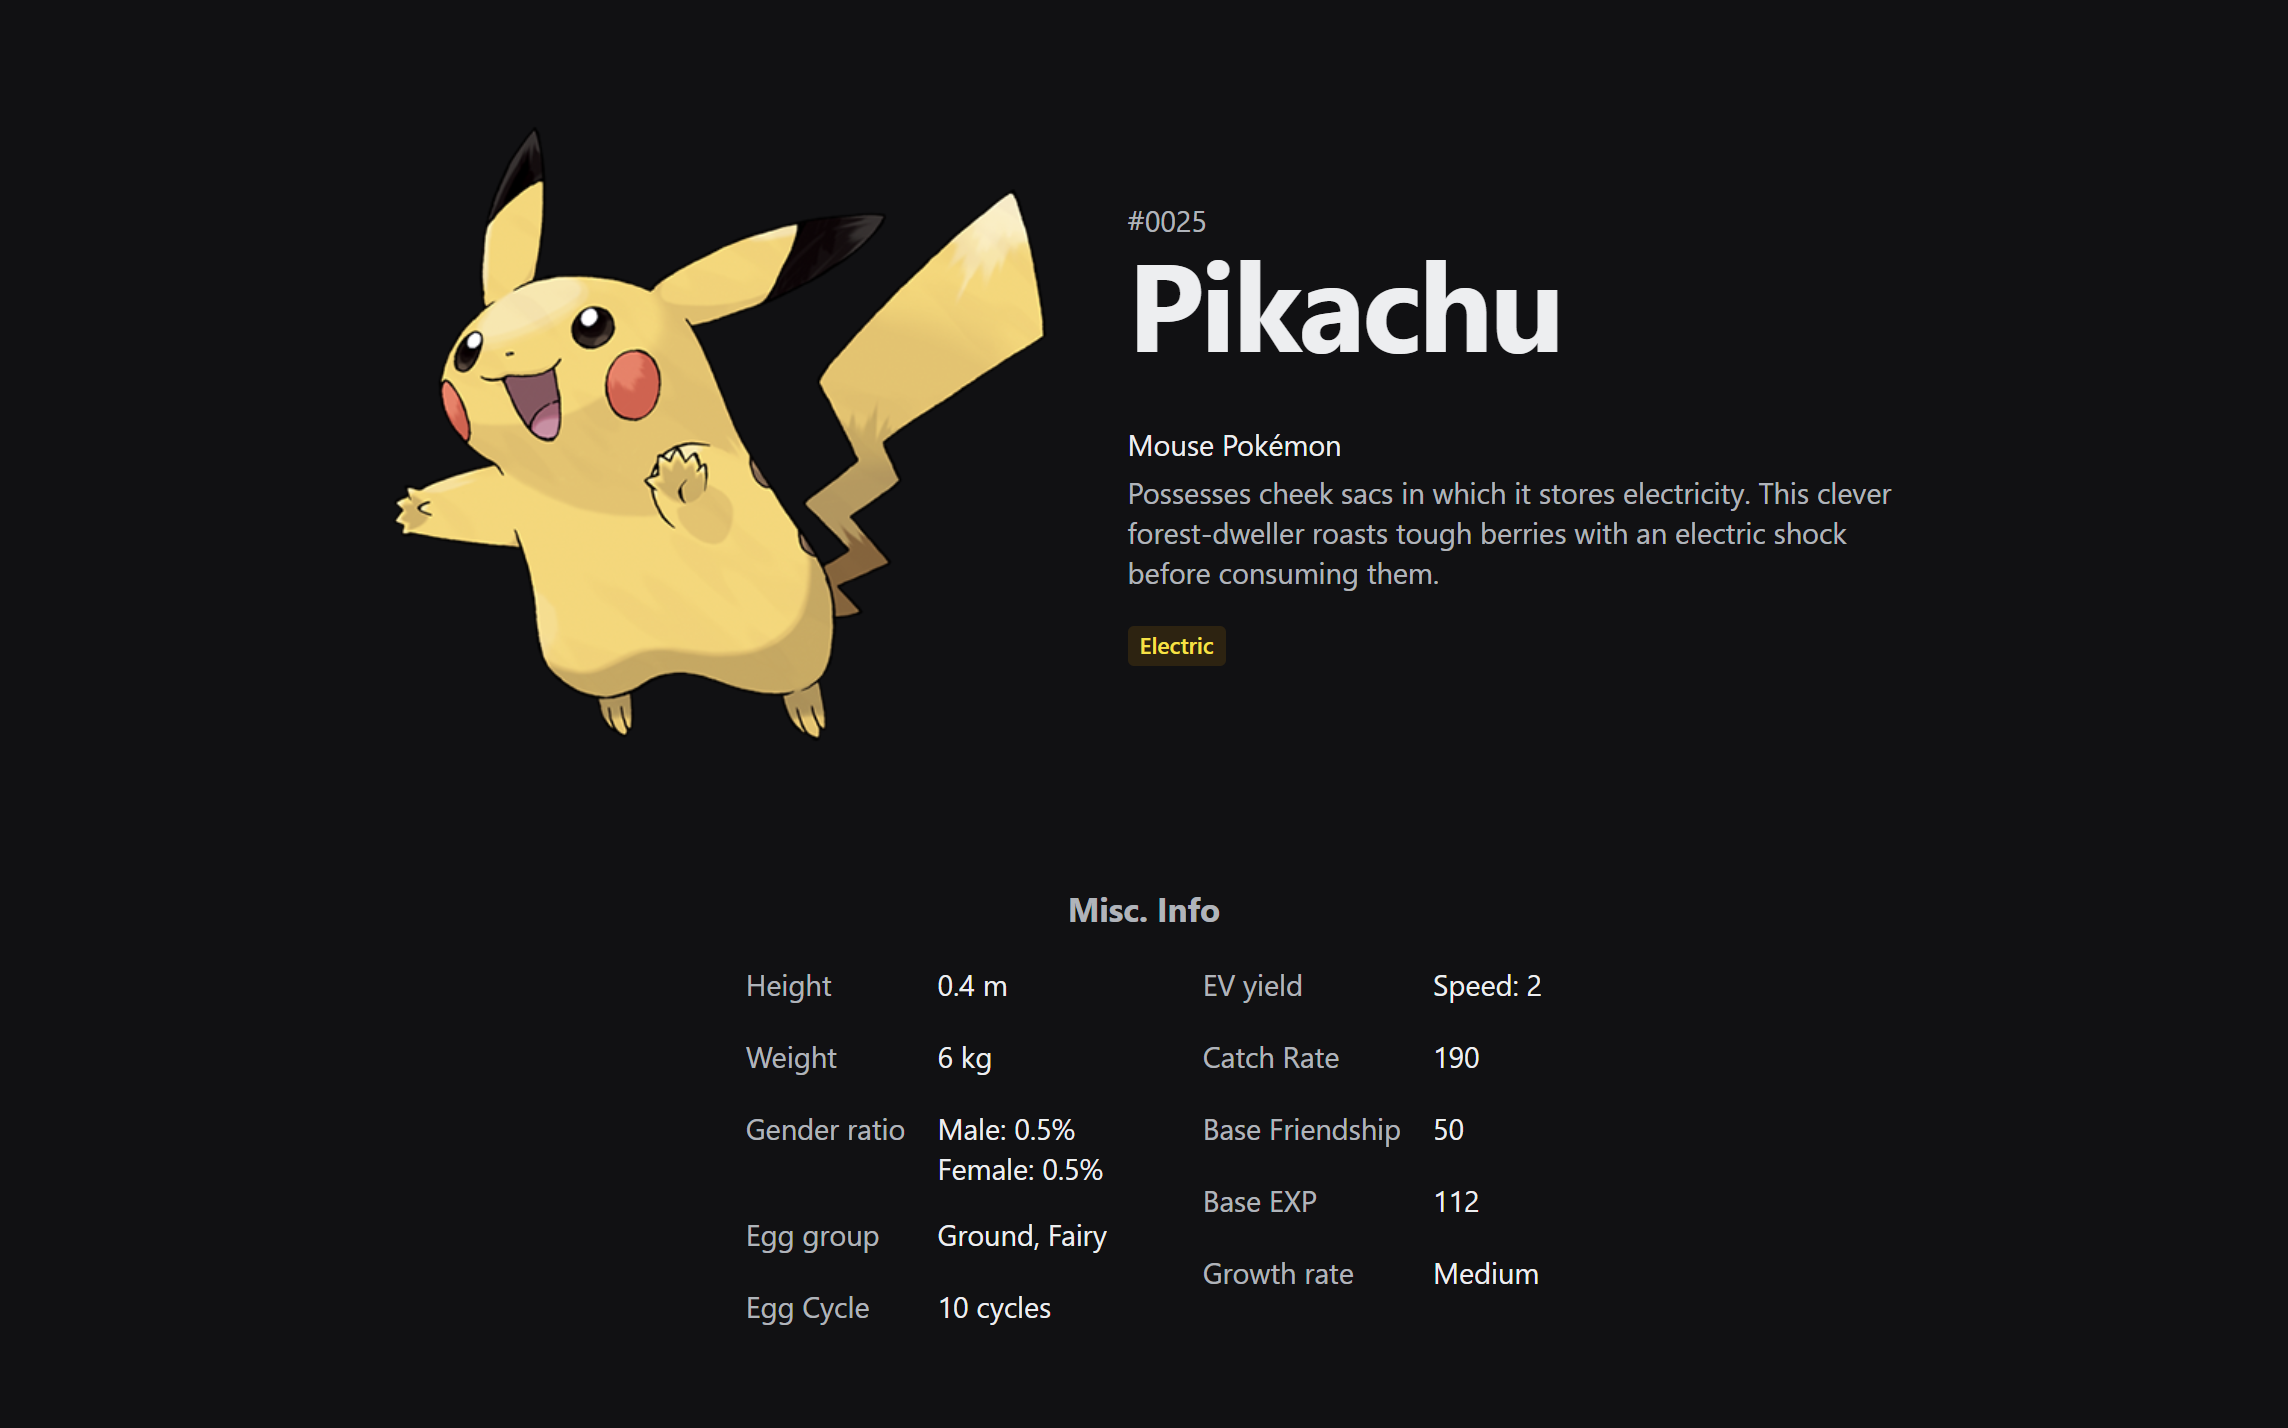 #0025
Pikachu
Mouse Pokémon
Possesses cheek sacs in which it stores electricity. This clever
forest-dweller roasts tough berries with an electric shock
before consuming them.
Electric
Misc. Info
Height 0.4 m
Weight 6 kg
Gender ratio Male: 0.5%
Female: 0.5%
Egg group Ground, Fairy
Egg Cycle 10 cycles
EV yield Speed: 2
Catch Rate 190
Base Friendship 50
Base EXP 112
Growth rate Medium